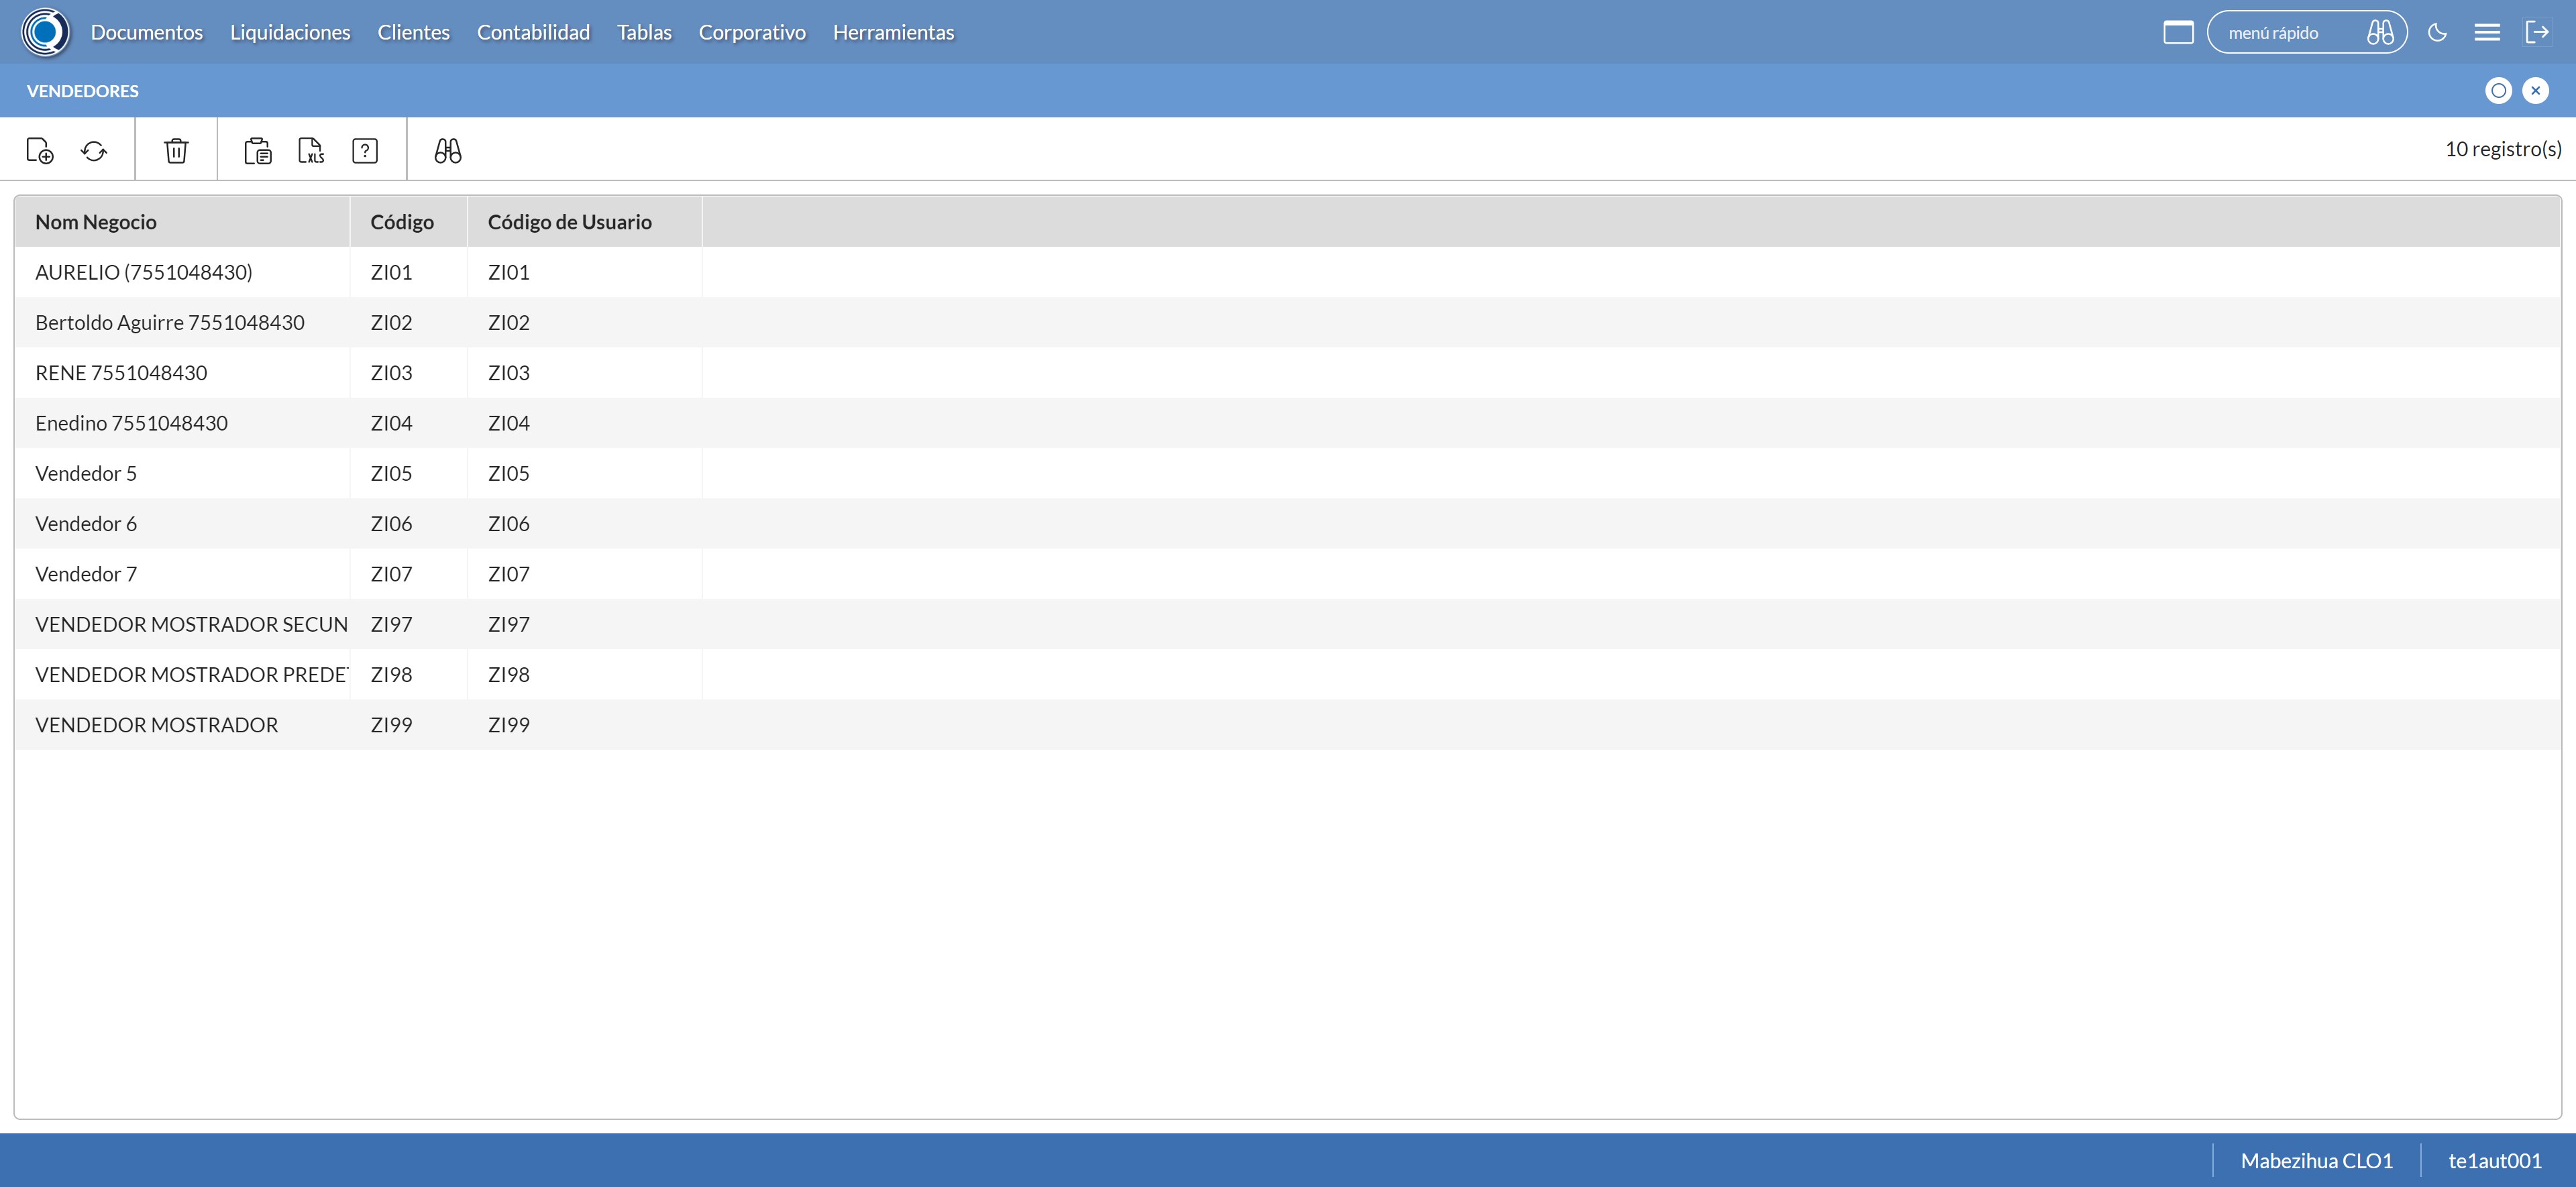 Documentos Liquidaciones Clientes Contabilidad Tablas Corporativo Herramientas menú rápido
VENDEDORES
XLS ? 10 registro(s)
Nom Negocio Código Código de Usuario
AURELIO (7551048430) ZI01 ZI01
Bertoldo Aguirre 7551048430 ZI02 ZI02
RENE 7551048430 ZI03 ZI03
Enedino 7551048430 ZI04 ZI04
Vendedor 5 ZI05 ZI05
Vendedor 6 ZI06 ZI06
Vendedor 7 ZI07 ZI07
VENDEDOR MOSTRADOR SECUN ZI97 ZI97
VENDEDOR MOSTRADOR PREDET ZI98 ZI98
VENDEDOR MOSTRADOR ZI99 ZI99
Mabezihua CLO1 te1aut001